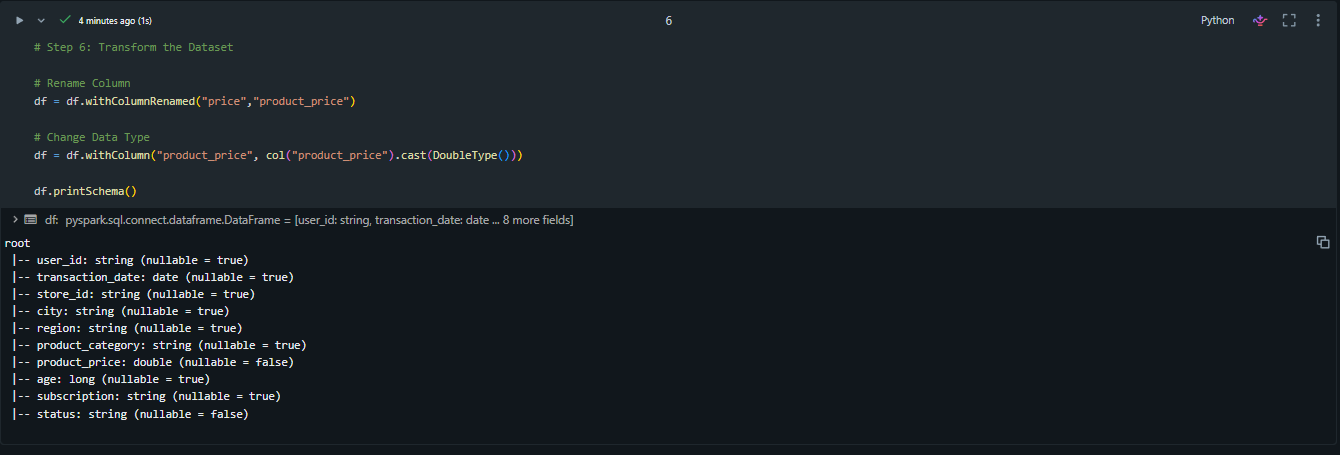 4 minutes ago (1s)
6
Python
# Step 6: Transform the Dataset
# Rename Column
df = df.withColumnRenamed("price","product_price")
# Change Data Type
df = df.withColumn("product_price", col("product_price").cast(DoubleType()))
df.printSchema()
df: pyspark.sql.connect.dataframe.DataFrame = [user_id: string, transaction_date: date ... 8 more fields]
root
|-- user_id: string (nullable = true)
|-- transaction_date: date (nullable = true)
|-- store_id: string (nullable = true)
|-- city: string (nullable = true)
|-- region: string (nullable = true)
|-- product_category: string (nullable = true)
|-- product_price: double (nullable = false)
|-- age: long (nullable = true)
|-- subscription: string (nullable = true)
|-- status: string (nullable = false)